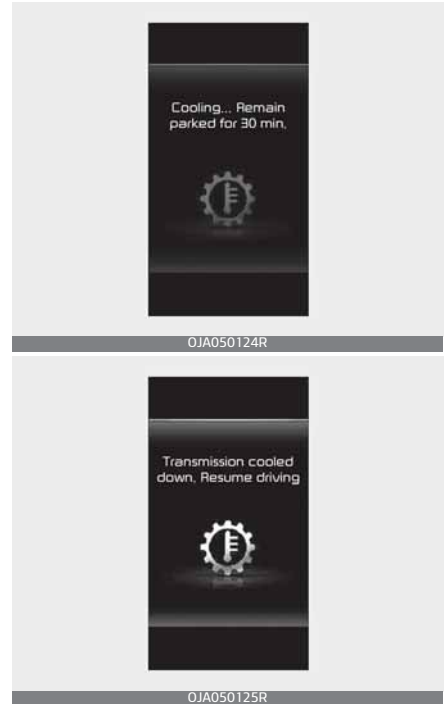 Cooling... Remain
parked for 30 min.
OJA050124R
Transmission cooled
down. Resume driving
OJA050125R